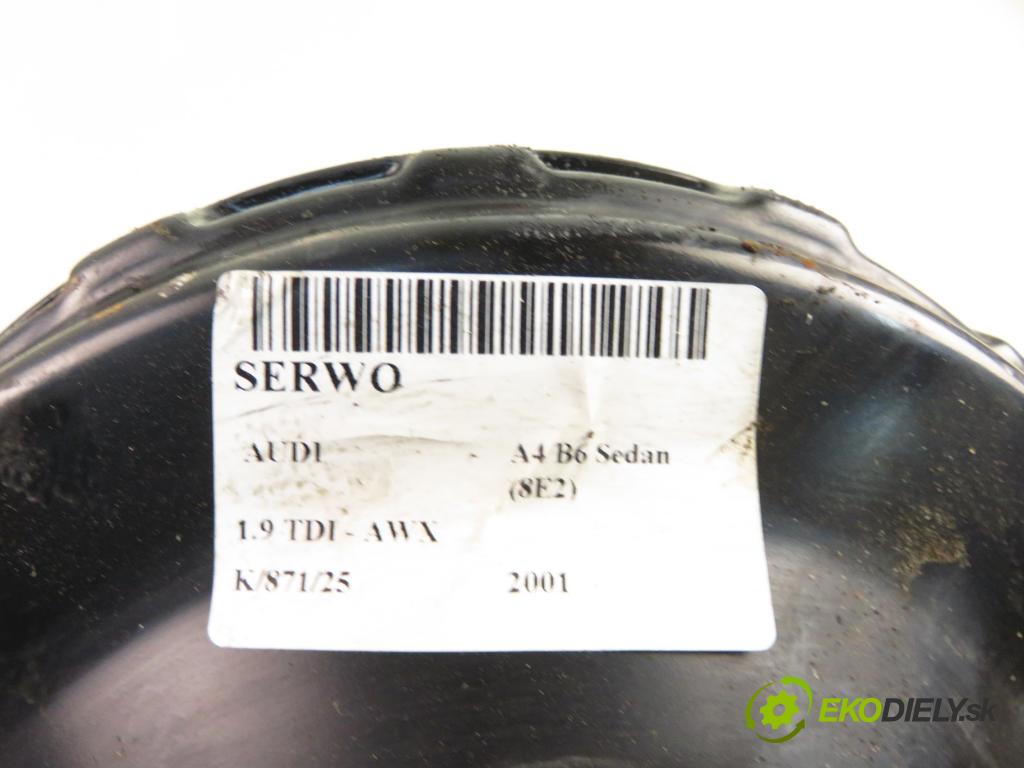 SERWO
AUDI
A4 B6 Sedan
(8E2)
1.9 TDI - AWX
K/871/25
2001
EKODIELY.sk